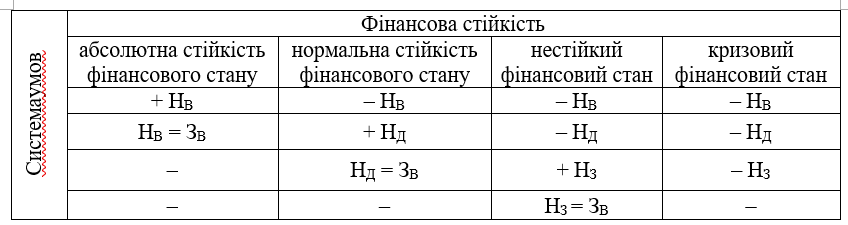 Системаумов
Фінансова стійкість
абсолютна стійкість фінансового стану
нормальна стійкість фінансового стану
нестійкий фінансовий стан
кризовий фінансовий стан
+ НВ – НВ – НВ – НВ
НВ = ЗВ + НД – НД – НД
– НД = ЗВ + НЗ – НЗ
– – НЗ = ЗВ –